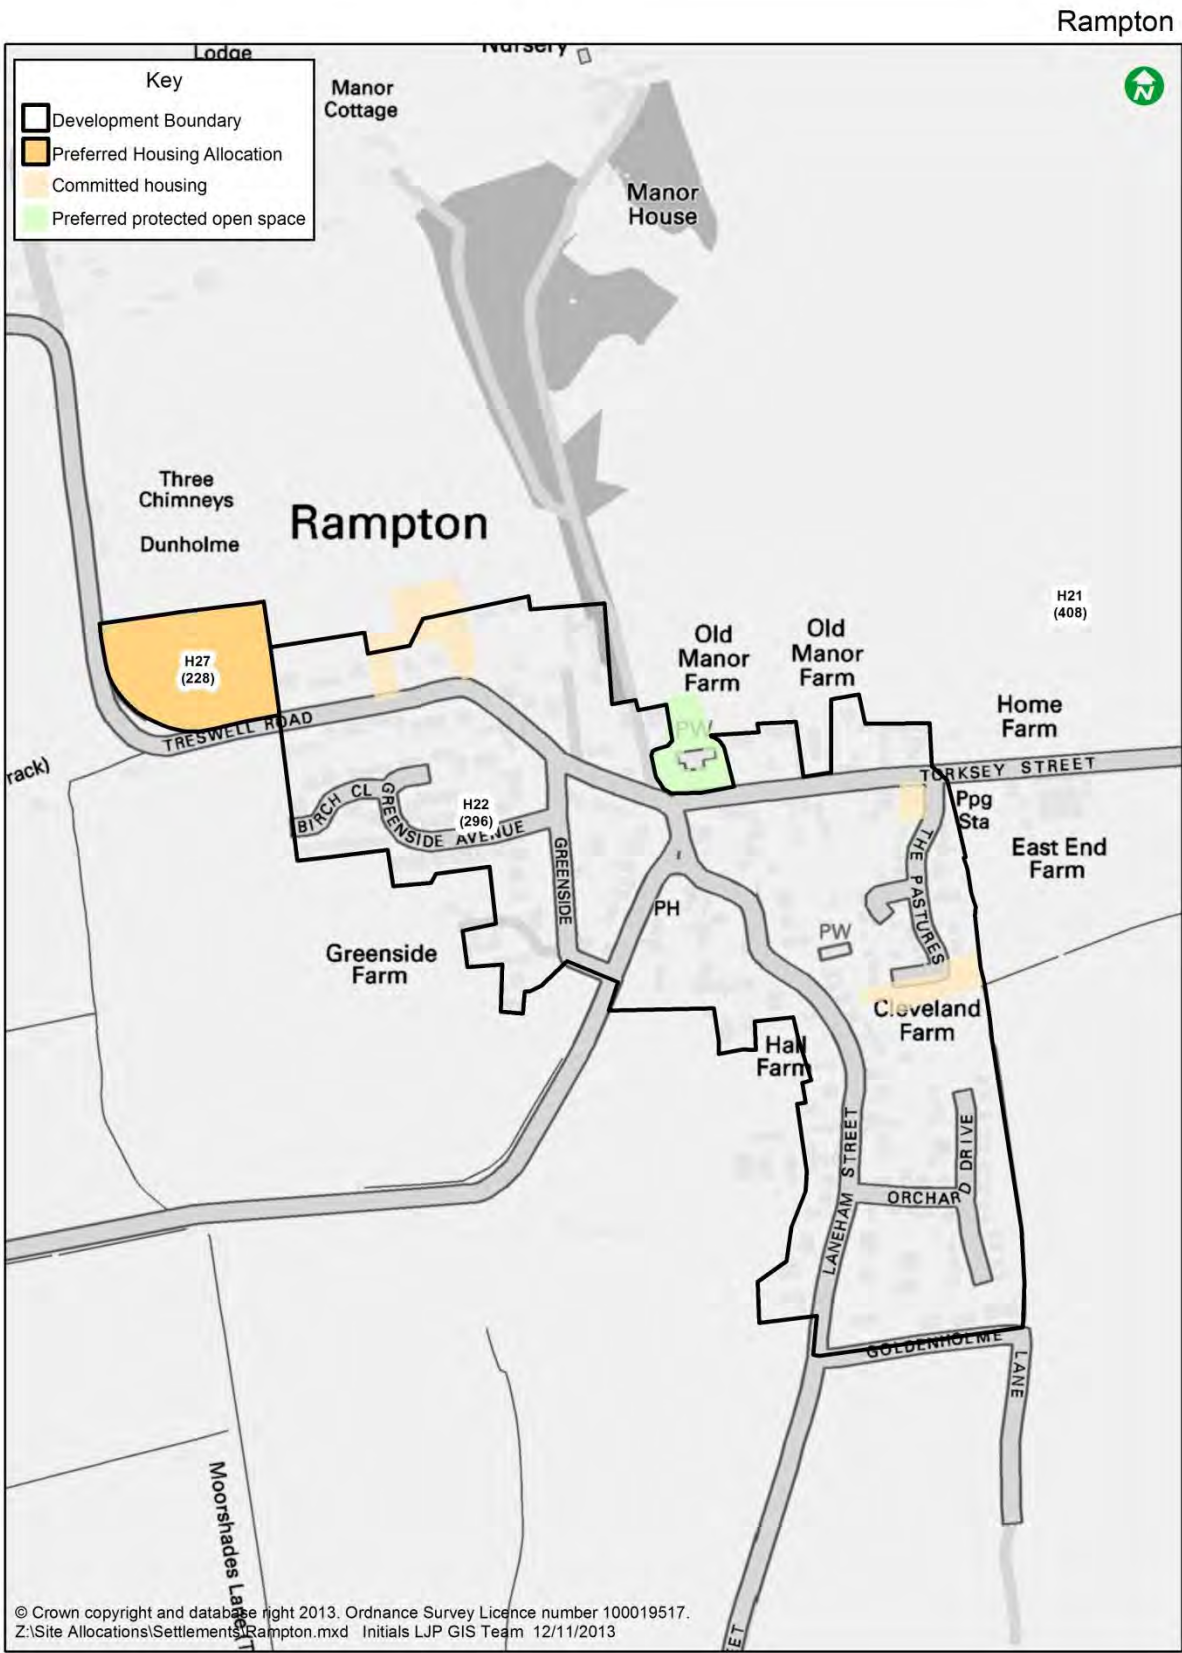 Rampton
Lodge
Nursery
Key
Development Boundary
Preferred Housing Allocation
Committed housing
Preferred protected open space
N
Manor
Cottage
Manor
House
Three
Chimneys
Dunholme
Rampton
H21
(408)
H27
(228)
Old
Manor
Farm
Old
Manor
Farm
Home
Farm
PW
TRESWELL ROAD
TORKSEY STREET
rack)
BIRCH CL
GREENSIDE AVENUE
H22
(296)
GREENSIDE
THE PASTURES
Ppg
Sta
East End
Farm
PH
PW
Greenside
Farm
Cleveland
Farm
Hall
Farm
LANEHAM STREET
ORCHARD DRIVE
GOLDENHOLME LANE
Moorshades Lane (T
ET
© Crown copyright and database right 2013. Ordnance Survey Licence number 100019517.
Z:\Site Allocations\Settlements\Rampton.mxd Initials LJP GIS Team 12/11/2013